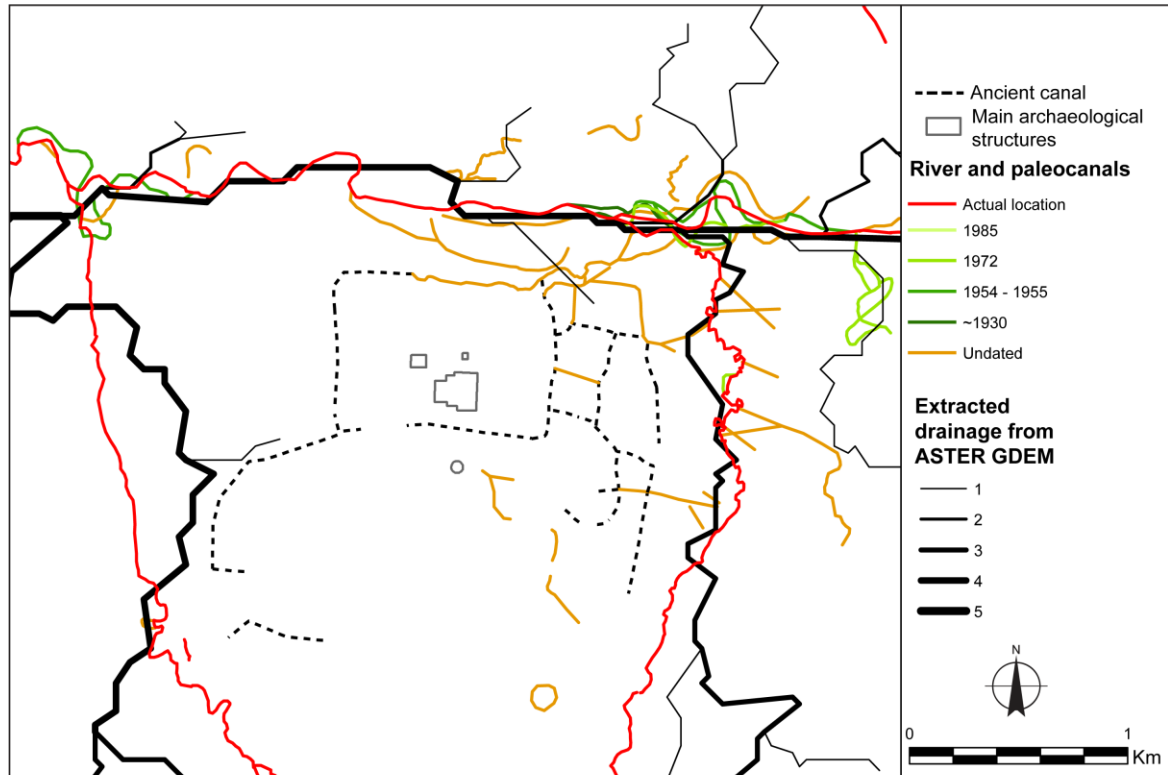 Ancient canal
Main archaeological
structures
River and paleocanals
Actual location
1985
1972
1954 - 1955
~1930
Undated
Extracted
drainage from
ASTER GDEM
1
2
3
4
5
N
0 1
Km